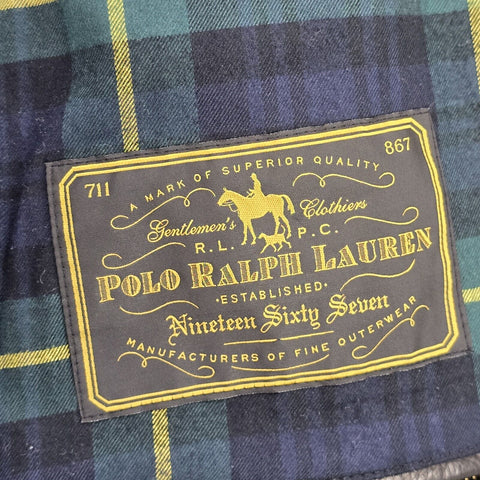 711
867
A MARK OF SUPERIOR QUALITY
Gentlemen's Clothiers
R.L. P.C.
POLO RALPH LAUREN
•ESTABLISHED•
Nineteen Sixty Seven
MANUFACTURERS OF FINE OUTERWEAR